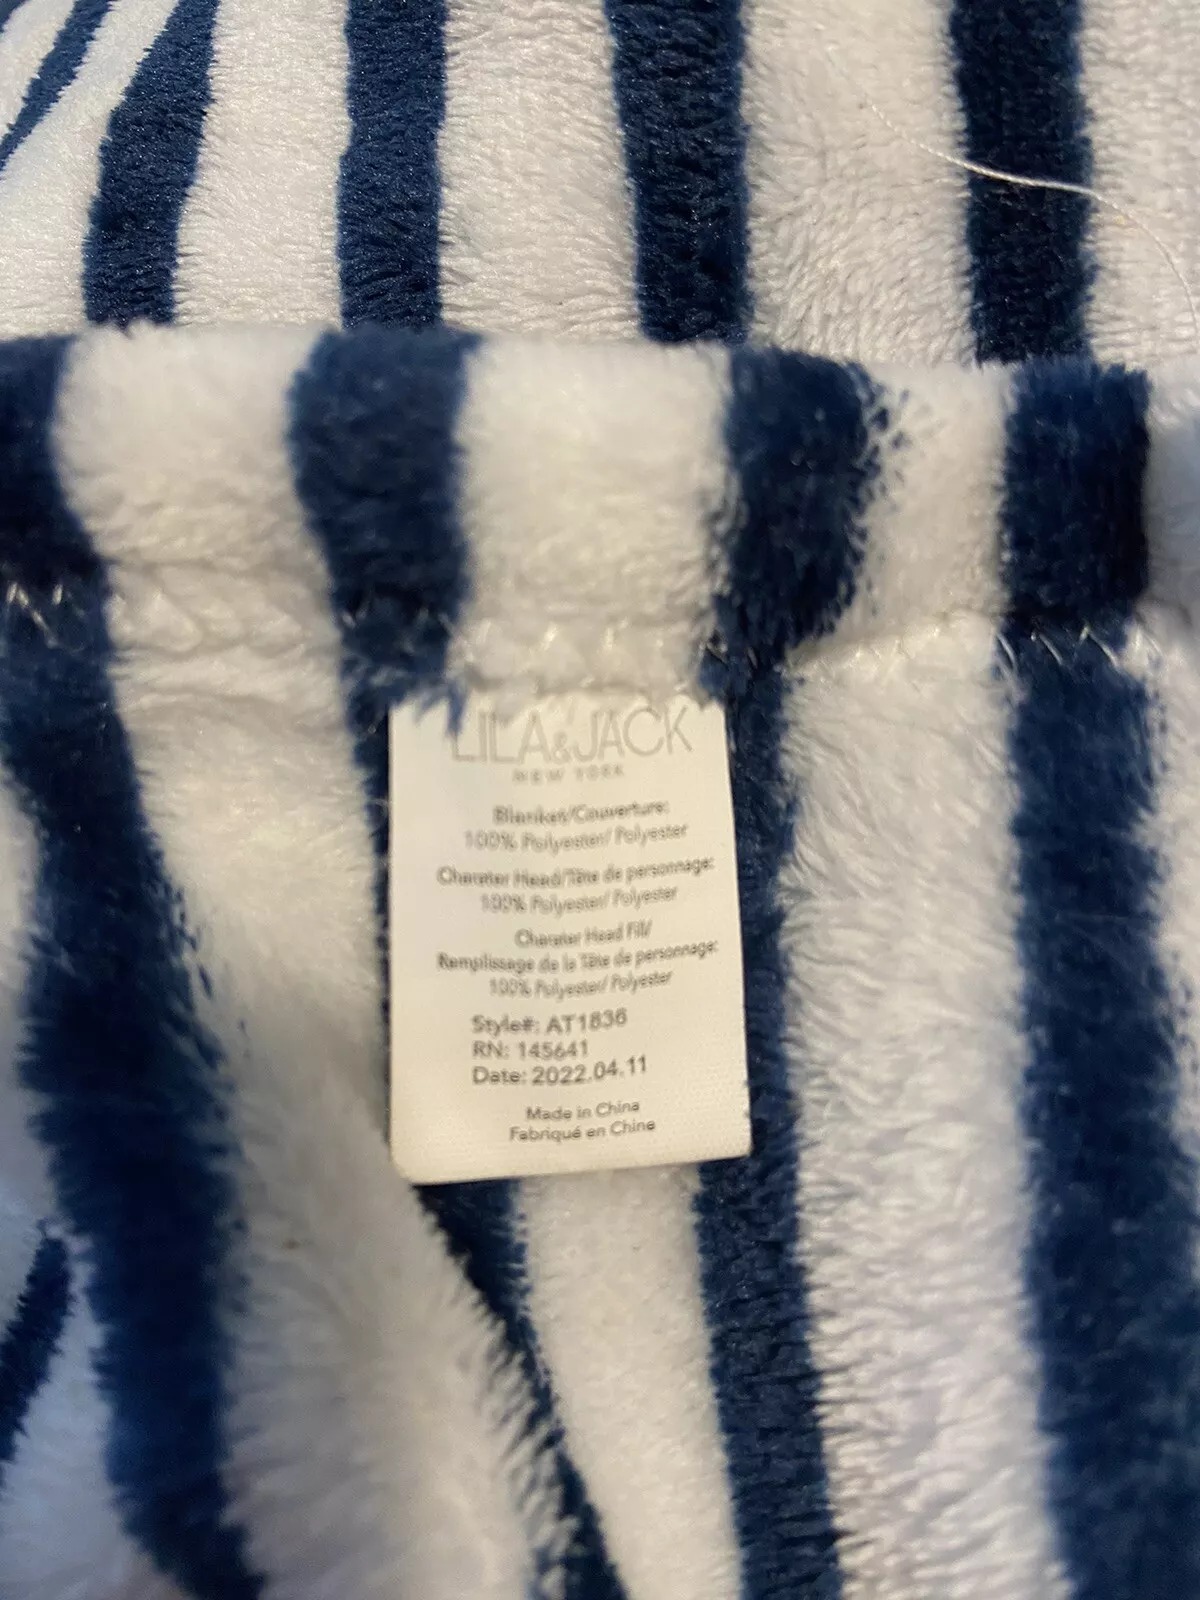 LILA&JACK
NEW YORK
Blanket/Couverture:
100% Polyester/ Polyester
Charater Head/Tête de personnage:
100% Polyester/ Polyester
Charater Head Fill/
Remplissage de la Tête de personnage:
100% Polyester/ Polyester
Style#: AT1836
RN: 145641
Date: 2022.04.11
Made in China
Fabriqué en Chine